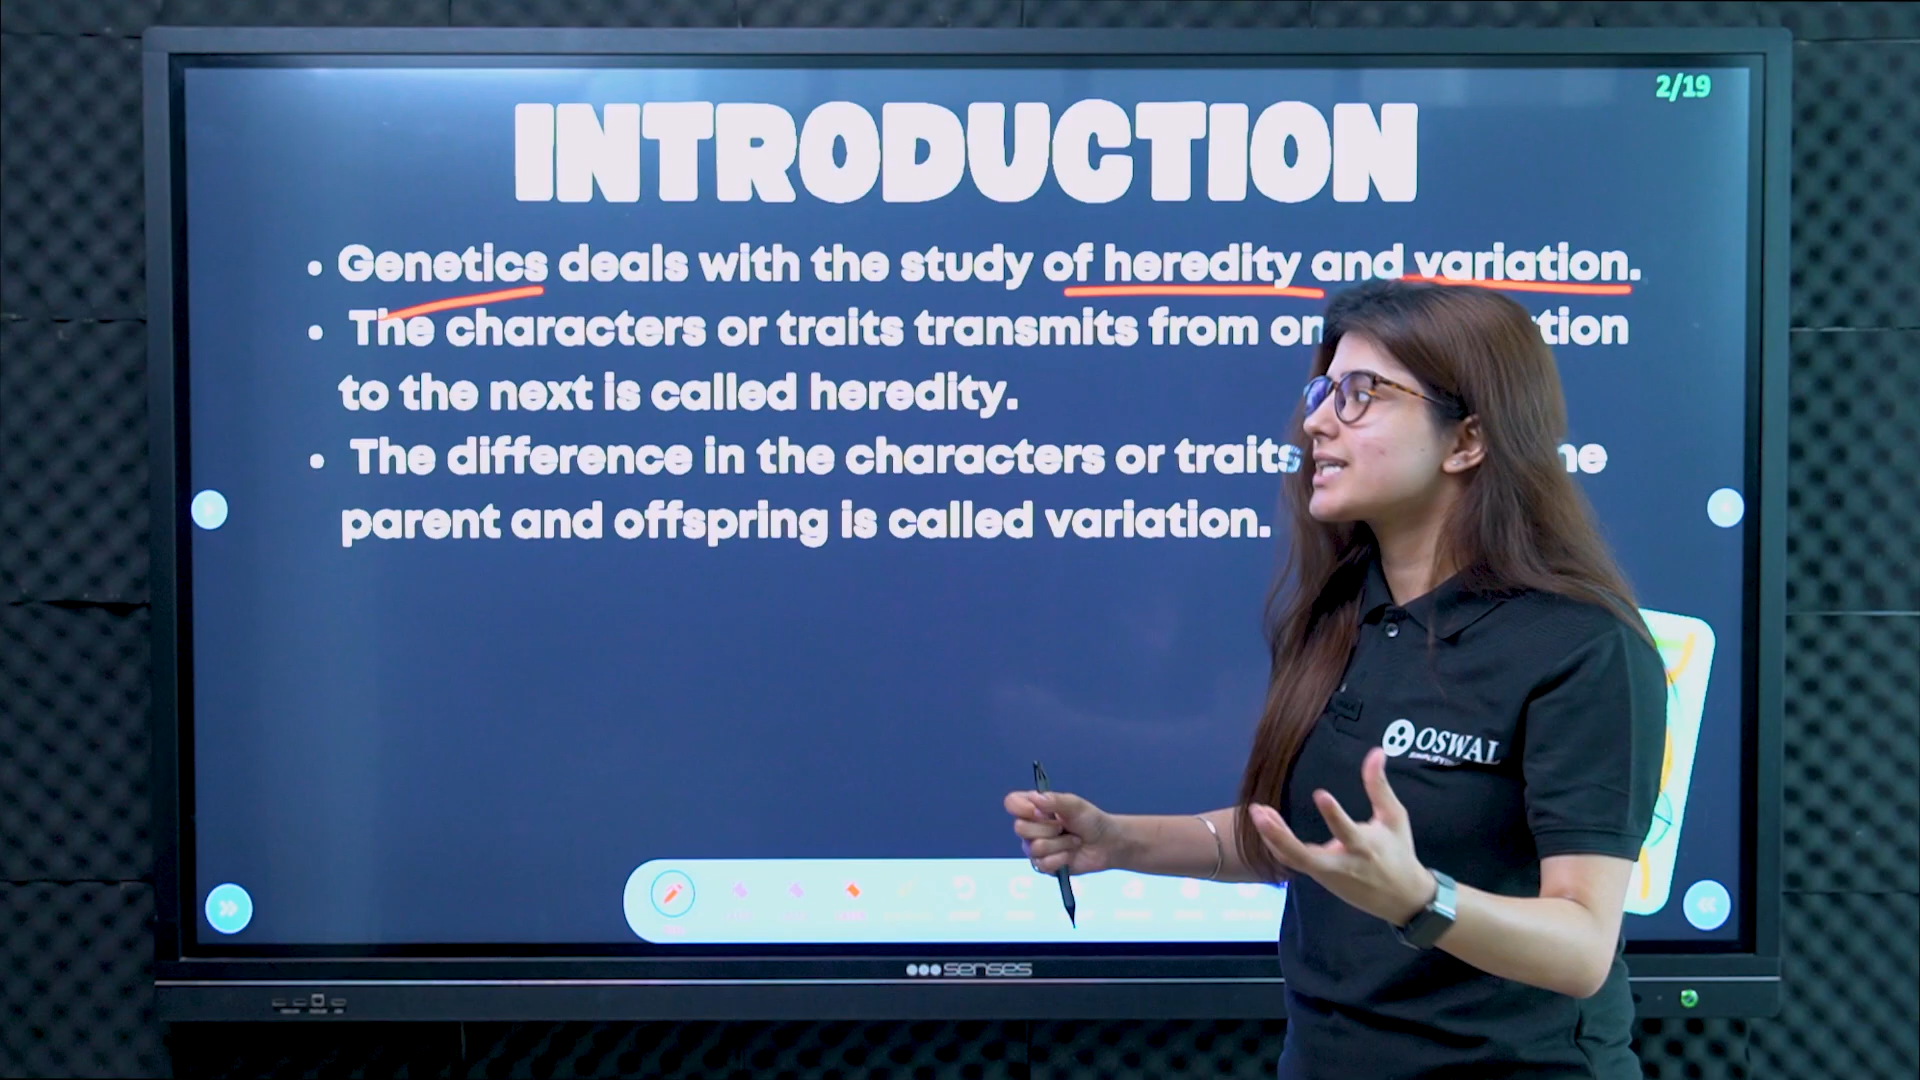 2/19
INTRODUCTION
• Genetics deals with the study of heredity and variation.
• The characters or traits transmits from on tion
to the next is called heredity.
• The difference in the characters or traits ne
parent and offspring is called variation.
OSWAL
senses